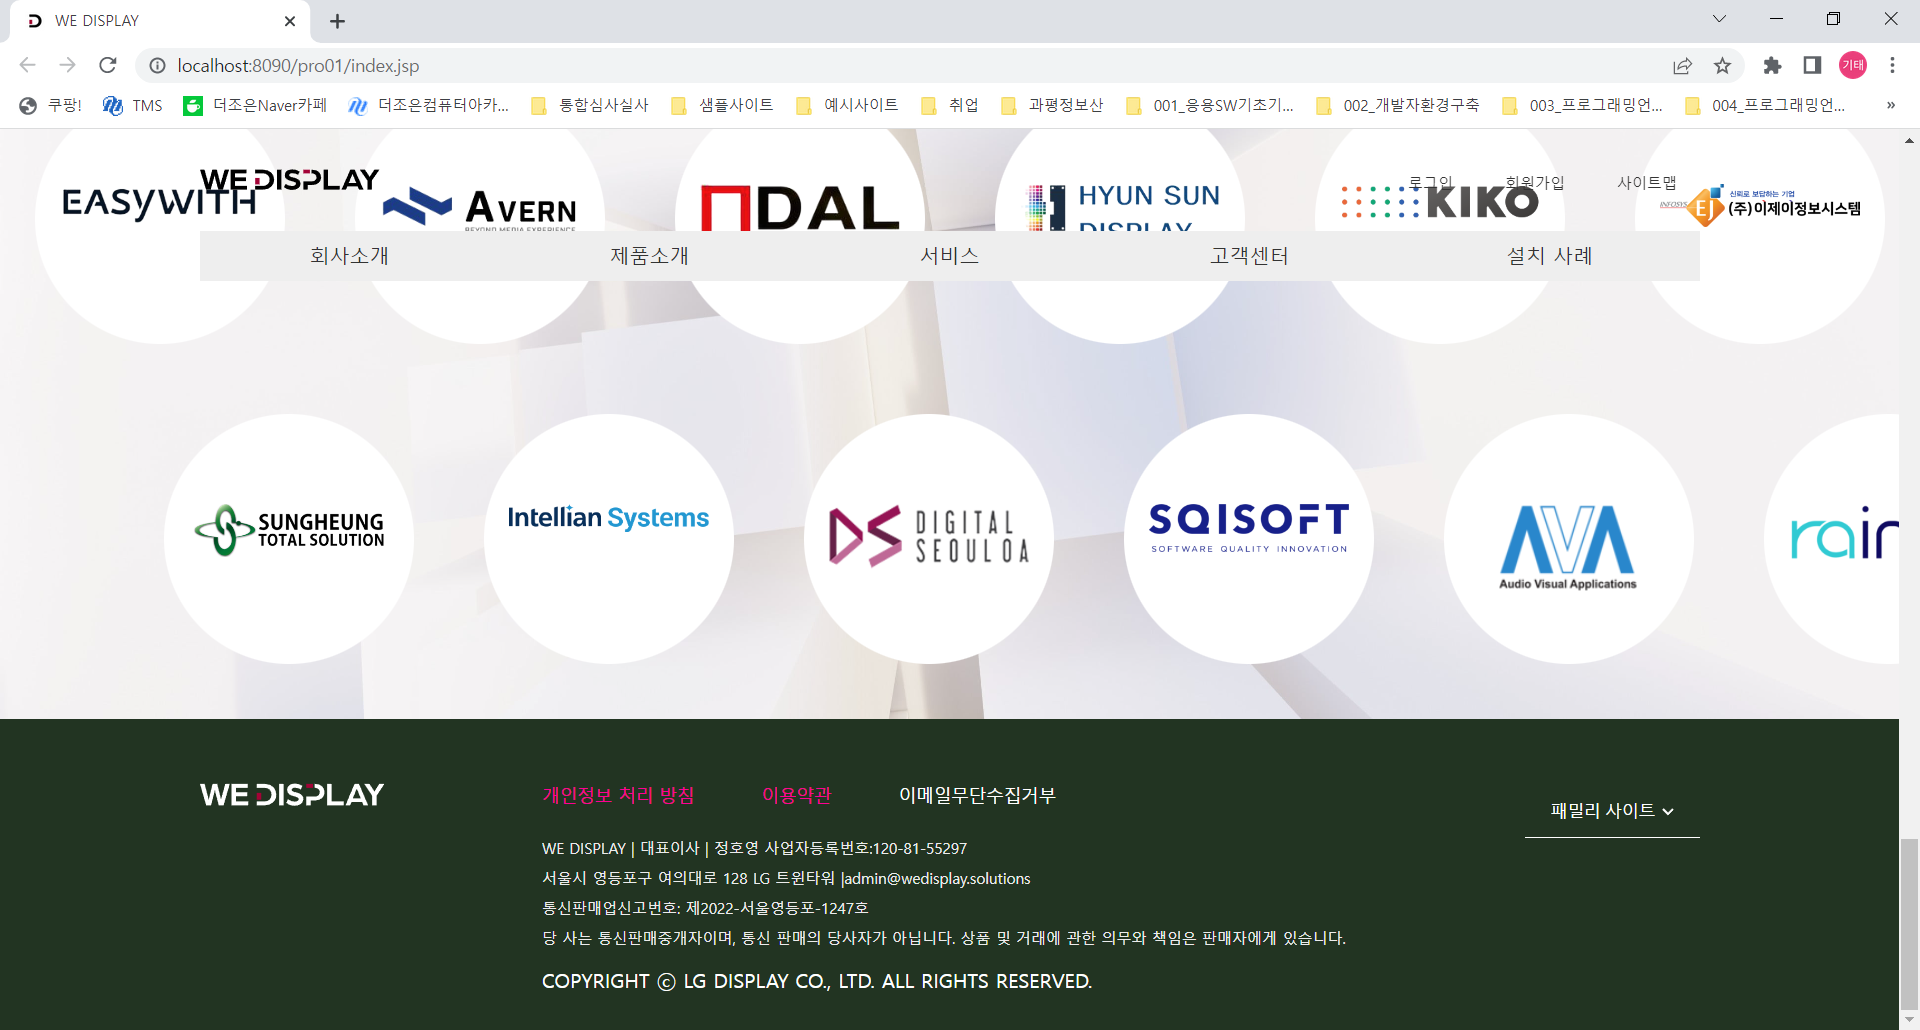 WE DISPLAY
localhost:8090/pro01/index.jsp
기태
쿠팡!
TMS
더조은Naver카페
더조은컴퓨터아카...
통합심사실사
샘플사이트
예시사이트
취업
과평정보산
001_응용SW기초기...
002_개발자환경구축
003_프로그래밍언...
004_프로그래밍언...
»
WE DISPLAY
로그인
회원가입
사이트맵
EASYWITH
AVERN
BEYOND MEDIA EXPERIENCE
DAL
HYUN SUN
DISPLAY
KIKO
INFOSYS
EJ
신뢰로 보답하는 기업
(주)이제이정보시스템
회사소개
제품소개
서비스
고객센터
설치 사례
SUNGHEUNG
TOTAL SOLUTION
Intellian Systems
DS
DIGITAL
SEOUL OA
SQISOFT
SOFTWARE QUALITY INNOVATION
AVA
Audio Visual Applications
rair
WE DISPLAY
개인정보 처리 방침
이용약관
이메일무단수집거부
패밀리 사이트
WE DISPLAY | 대표이사 | 정호영 사업자등록번호:120-81-55297
서울시 영등포구 여의대로 128 LG 트윈타워 |admin@wedisplay.solutions
통신판매업신고번호: 제2022-서울영등포-1247호
당 사는 통신판매중개자이며, 통신 판매의 당사자가 아닙니다. 상품 및 거래에 관한 의무와 책임은 판매자에게 있습니다.
COPYRIGHT ⓒ LG DISPLAY CO., LTD. ALL RIGHTS RESERVED.